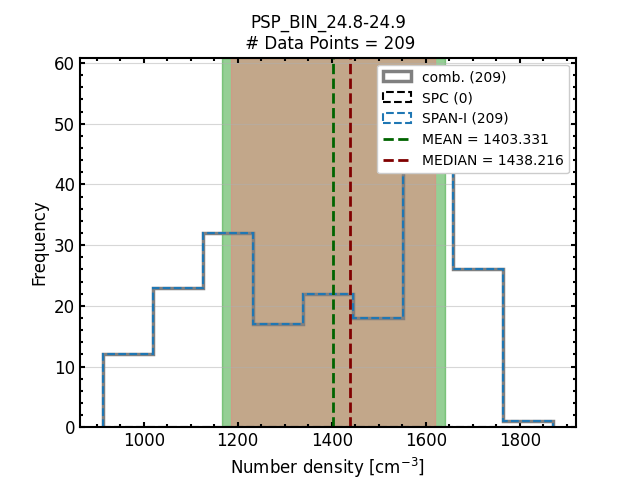 PSP_BIN_24.8-24.9
# Data Points = 209
60
50
40
30
20
10
0
Frequency
comb. (209)
SPC (0)
SPAN-I (209)
MEAN = 1403.331
MEDIAN = 1438.216
1000 1200 1400 1600 1800
Number density [cm⁻³]